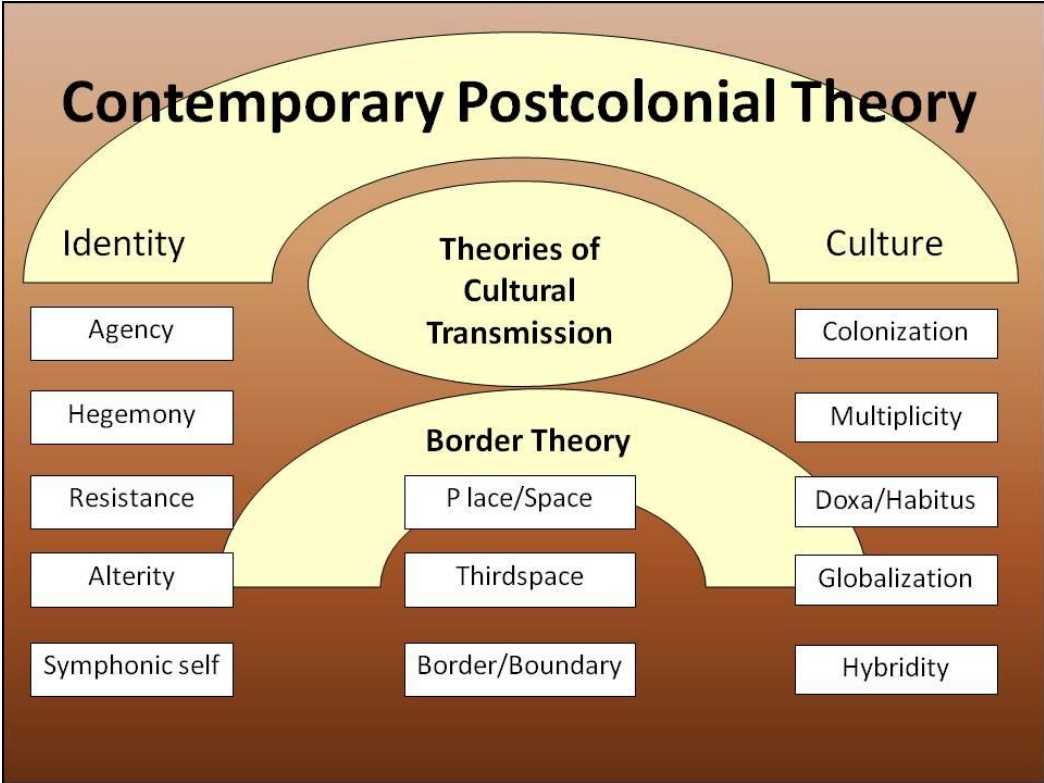 Contemporary Postcolonial Theory
Identity
Theories of
Cultural
Transmission
Culture
Agency
Hegemony
Resistance
Alterity
Symphonic self
Border Theory
P lace/Space
Thirdspace
Border/Boundary
Colonization
Multiplicity
Doxa/Habitus
Globalization
Hybridity